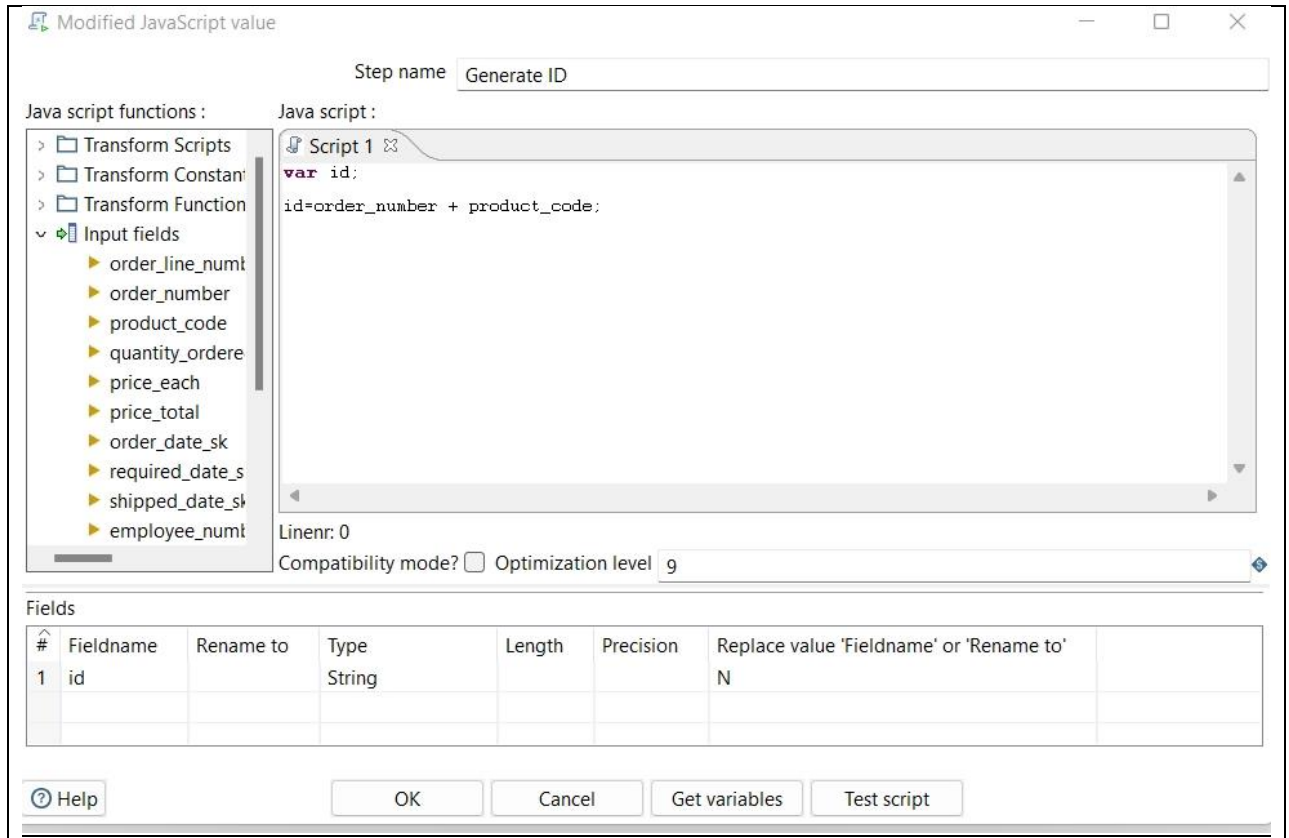 Modified JavaScript value
Step name Generate ID
Java script functions :
Java script :
Transform Scripts
Transform Constan
Transform Function
Input fields
order_line_numb
order_number
product_code
quantity_ordere
price_each
price_total
order_date_sk
required_date_s
shipped_date_sk
employee_numb
Script 1
var id;
id=order_number + product_code;
Linenr: 0
Compatibility mode? Optimization level 9
Fields
# Fieldname Rename to Type Length Precision Replace value 'Fieldname' or 'Rename to'
1 id String N
Help OK Cancel Get variables Test script